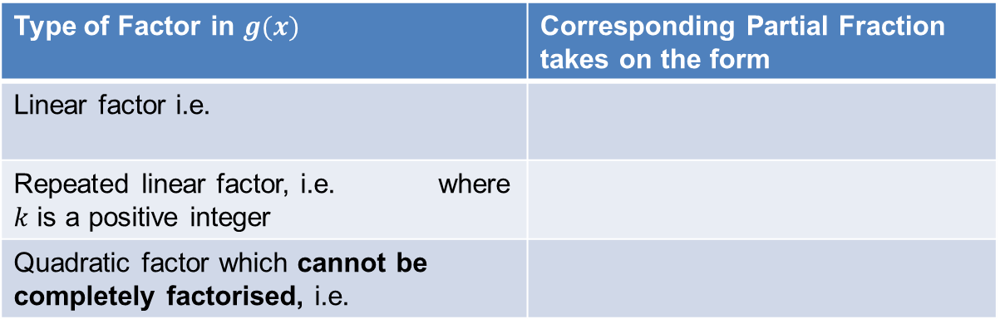 Type of Factor in g(x)
Corresponding Partial Fraction
takes on the form
Linear factor i.e.
Repeated linear factor, i.e. where
k is a positive integer
Quadratic factor which cannot be
completely factorised, i.e.